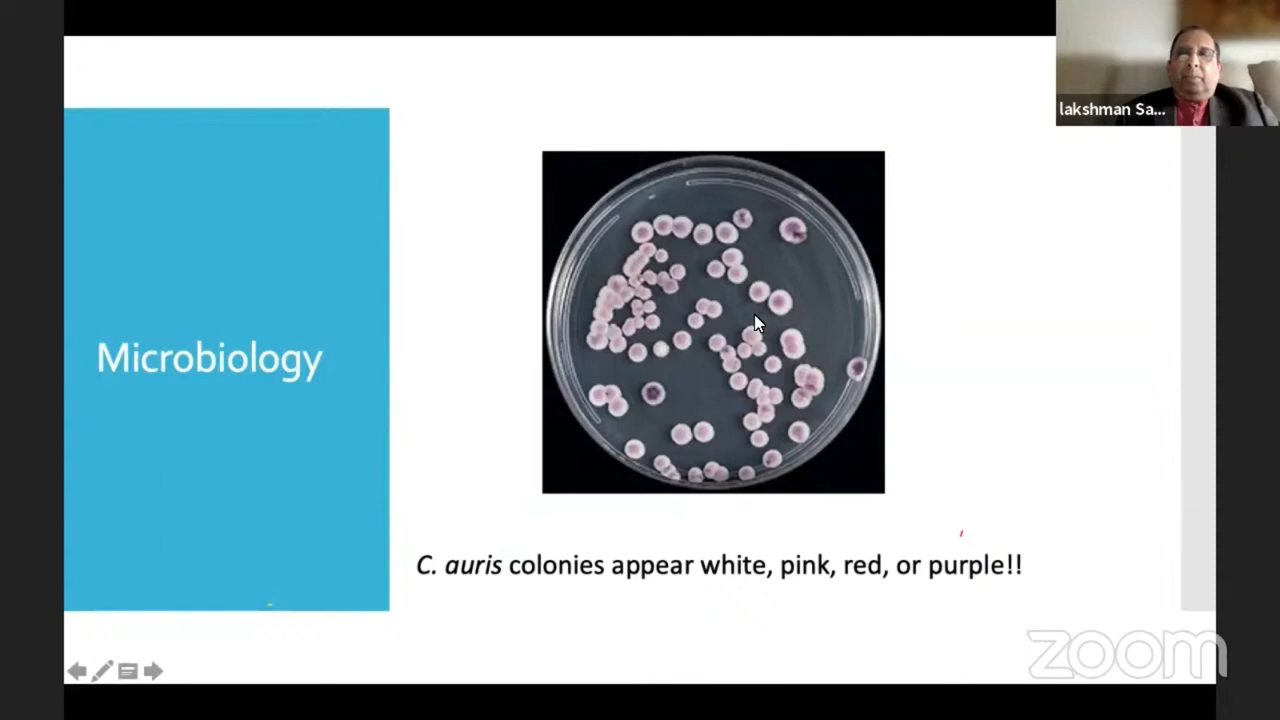 lakshman Sa...
Microbiology
C. auris colonies appear white, pink, red, or purple!!
zoom